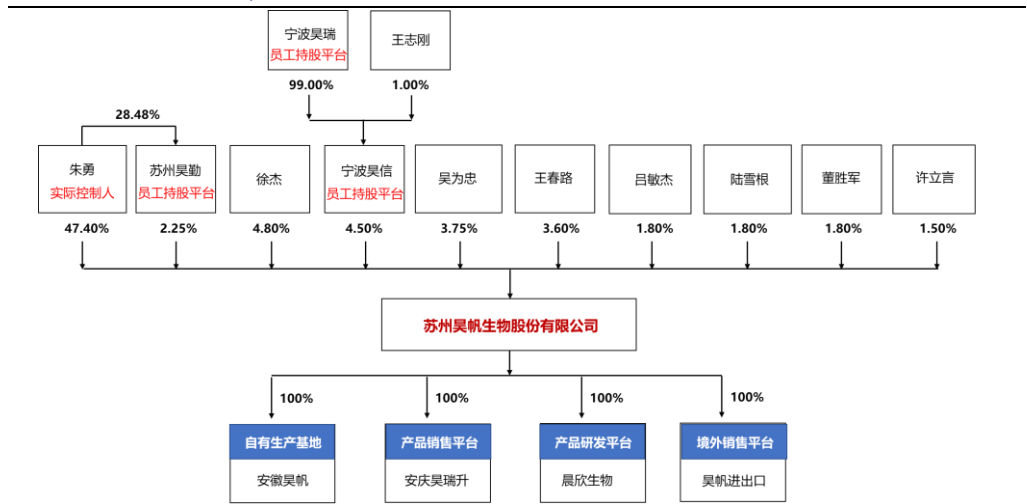 宁波昊瑞
员工持股平台
王志刚
99.00%
1.00%
28.48%
朱勇
实际控制人
苏州昊勤
员工持股平台
徐杰
宁波昊信
员工持股平台
吴为忠
王春路
吕敏杰
陆雪根
董胜军
许立言
47.40%
2.25%
4.80%
4.50%
3.75%
3.60%
1.80%
1.80%
1.80%
1.50%
苏州昊帆生物股份有限公司
100%
100%
100%
100%
自有生产基地
产品销售平台
产品研发平台
境外销售平台
安徽昊帆
安庆昊瑞升
晨欣生物
昊帆进出口